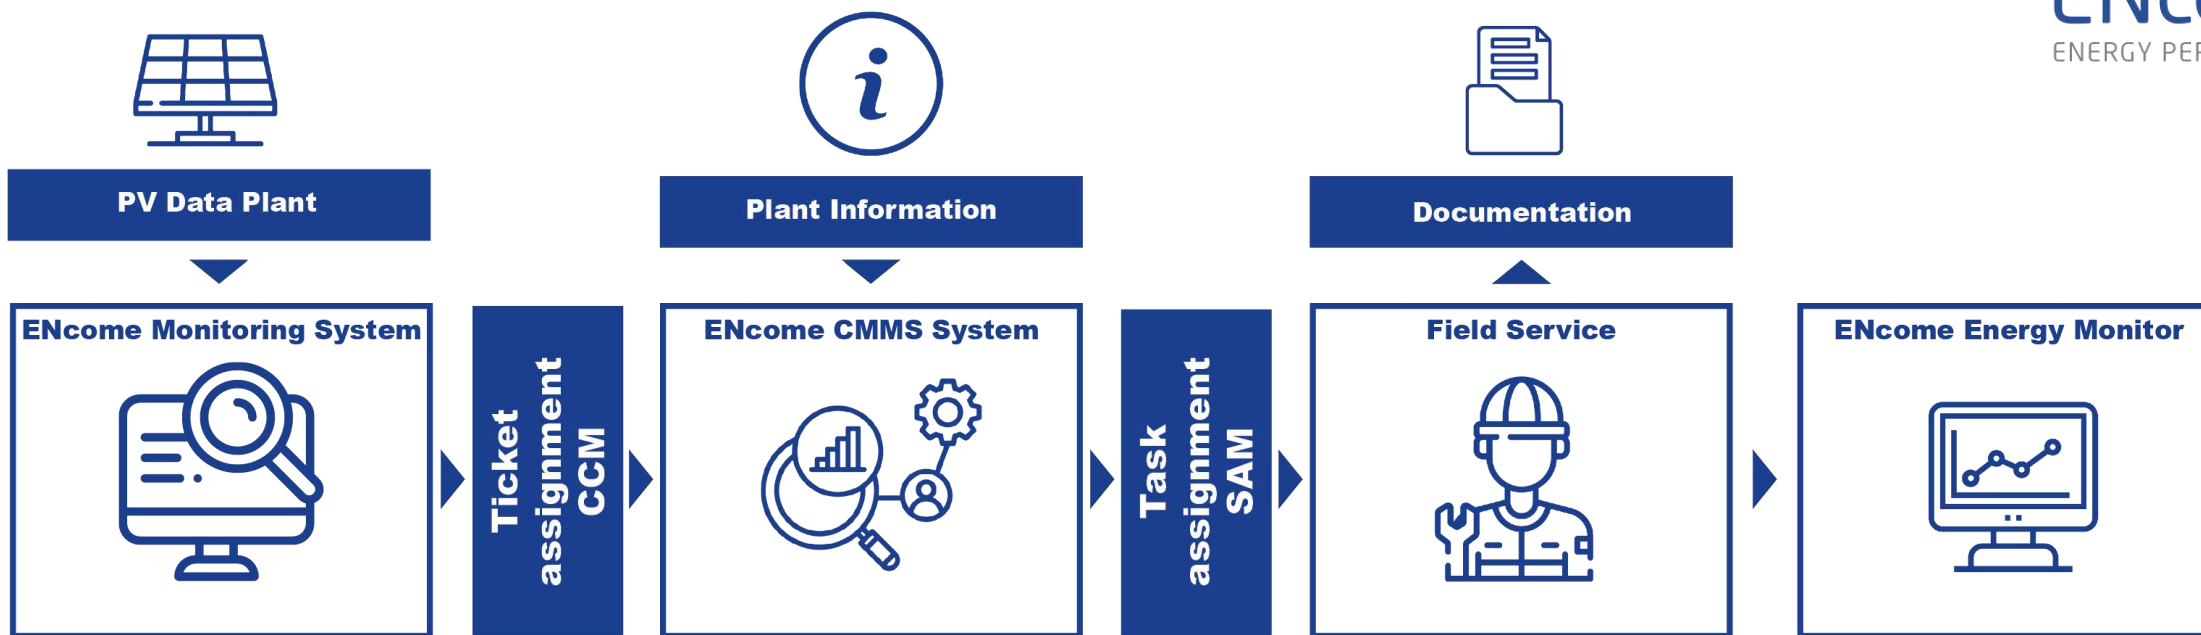 PV Data Plant
Plant Information
Documentation
ENcome Monitoring System
Ticket
assignment
CCM
ENcome CMMS System
Task
assignment
SAM
Field Service
ENcome Energy Monitor
ENERGY